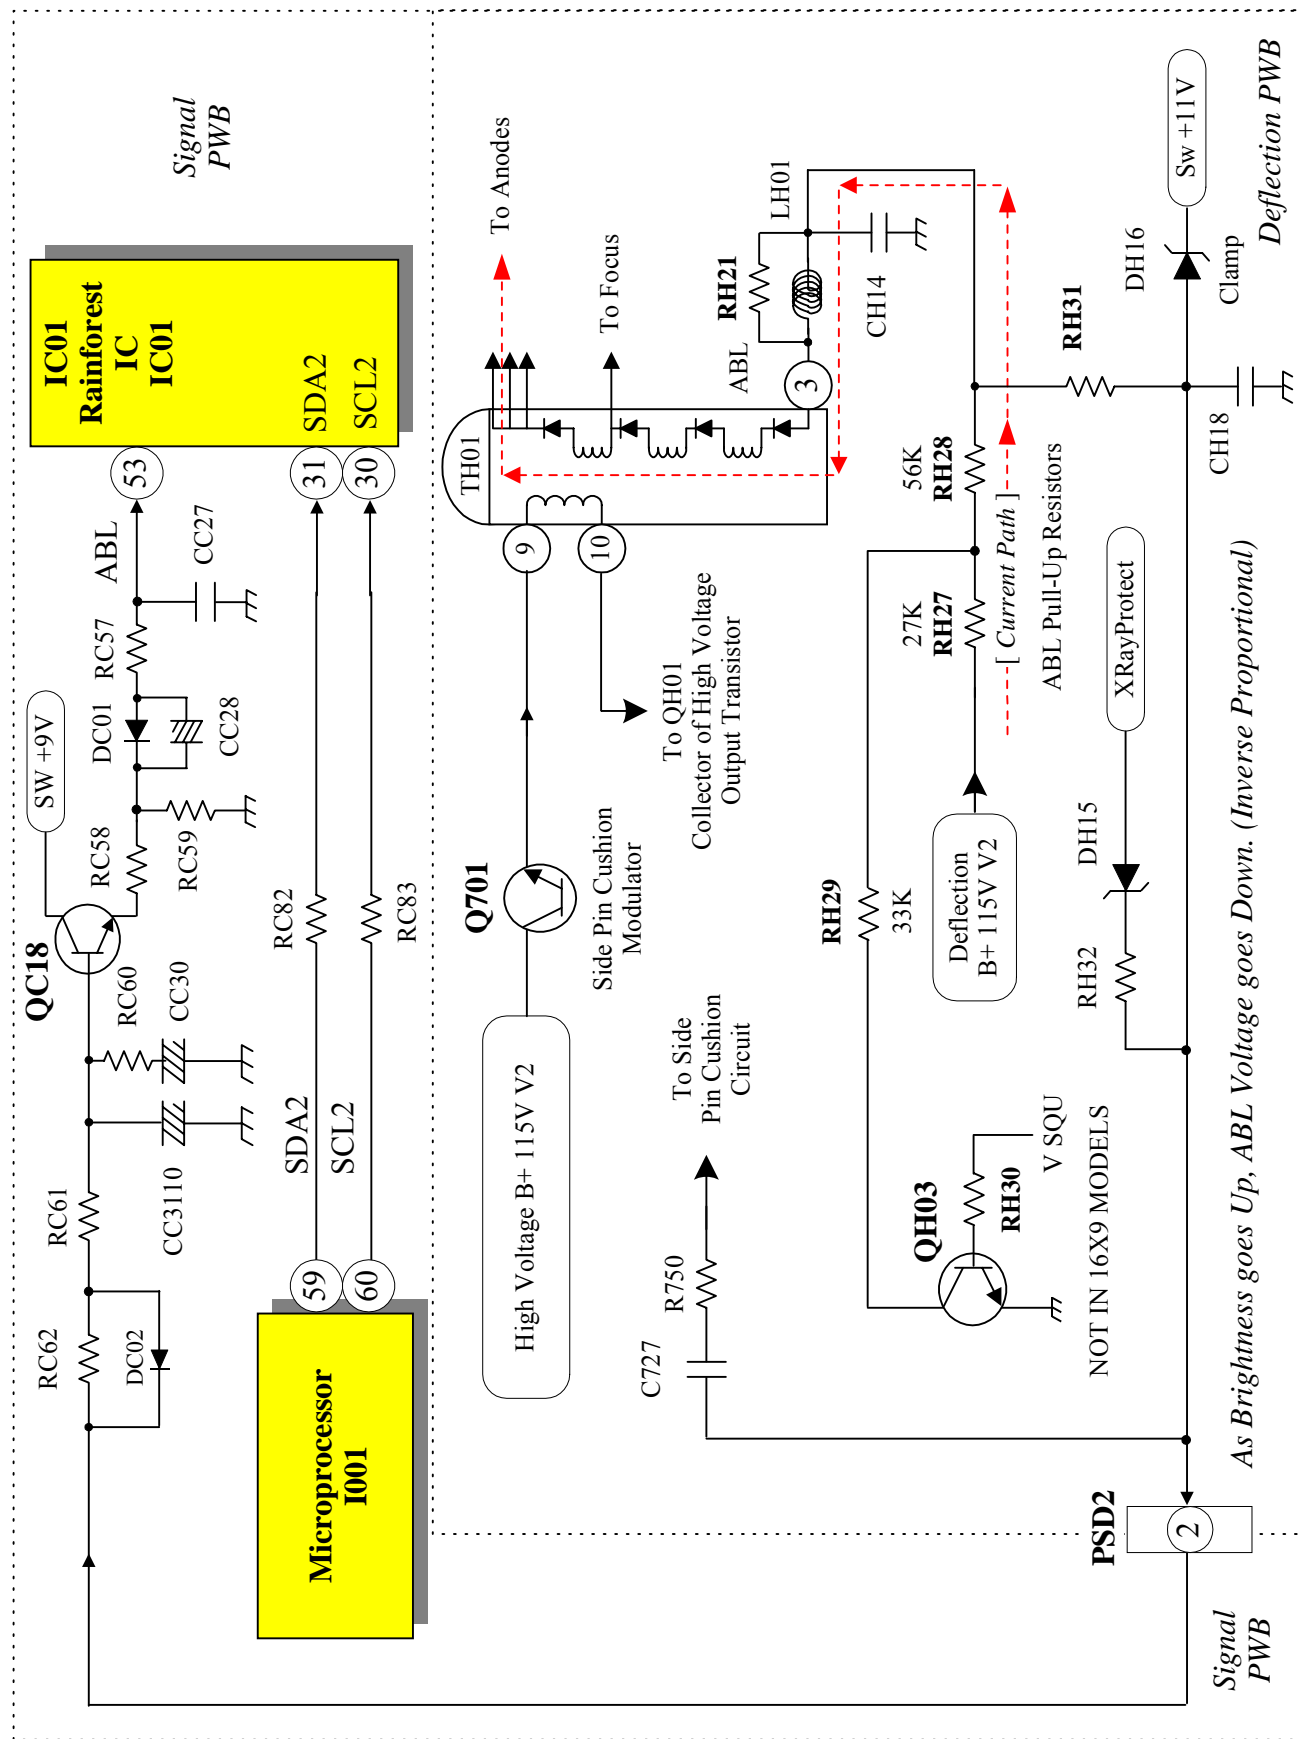 Signal
PWB
IC01
Rainforest
IC
IC01
SDA2
SCL2
53
31
30
ABL
CC27
RC57
SW +9V
DC01
CC28
RC58
RC59
QC18
RC60
CC30
RC61
CC3110
RC62
DC02
RC82
RC83
SDA2
SCL2
59
60
Microprocessor
I001
To Anodes
To Focus
TH01
9
10
ABL
3
RH21
LH01
CH14
To QH01
Collector of High Voltage
Output Transistor
Q701
Side Pin Cushion
Modulator
High Voltage B+ 115V V2
To Side
Pin Cushion
Circuit
R750
C727
RH29
33K
27K
RH27
56K
RH28
[ Current Path ]
ABL Pull-Up Resistors
Deflection
B+ 115V V2
QH03
RH30
V SQU
NOT IN 16X9 MODELS
RH31
DH16
Clamp
Sw +11V
CH18
XRayProtect
DH15
RH32
Deflection PWB
As Brightness goes Up, ABL Voltage goes Down. (Inverse Proportional)
PSD2
2
Signal
PWB